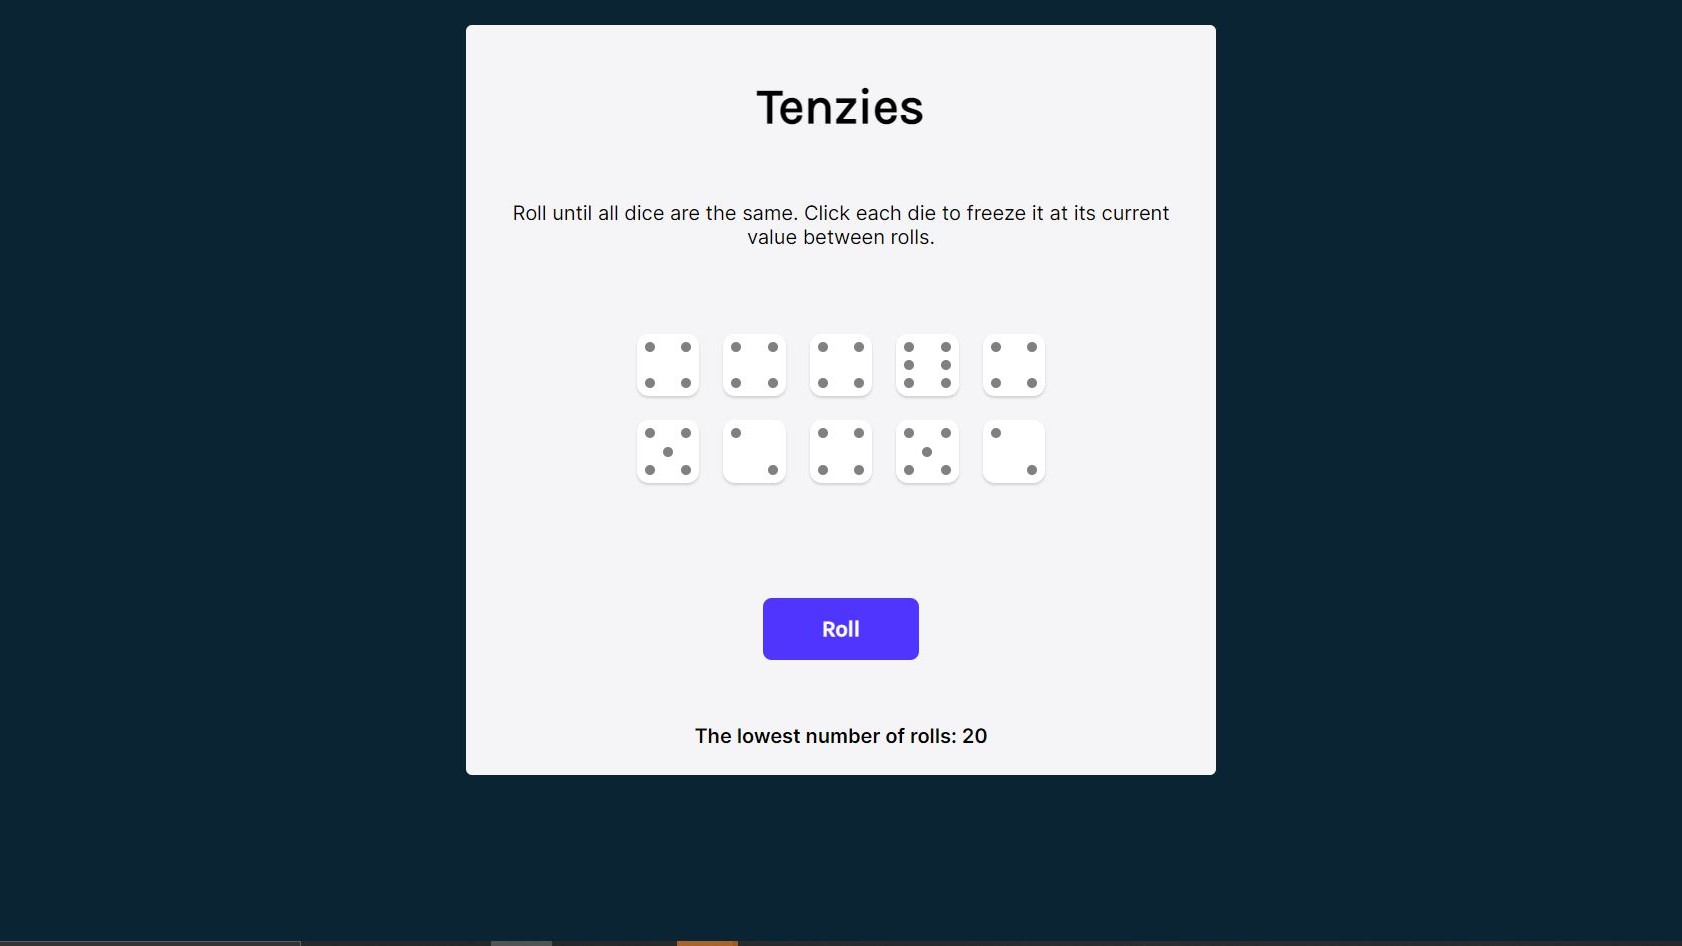 Tenzies
Roll until all dice are the same. Click each die to freeze it at its current
value between rolls.
Roll
The lowest number of rolls: 20